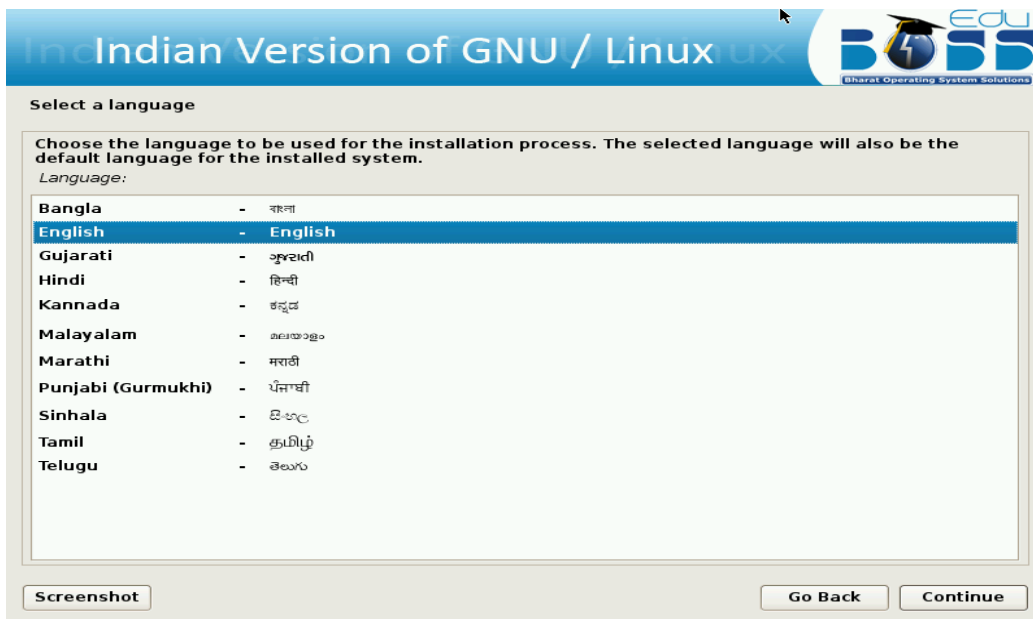 Indian Version of GNU / Linux
Edu
BOSS
Bharat Operating System Solutions
Select a language
Choose the language to be used for the installation process. The selected language will also be the
default language for the installed system.
Language:
Bangla - বাংলা
English - English
Gujarati - ગુજરાતી
Hindi - हिन्दी
Kannada - ಕನ್ನಡ
Malayalam - മലയാളം
Marathi - मराठी
Punjabi (Gurmukhi) - ਪੰਜਾਬੀ
Sinhala - සිංහල
Tamil - தமிழ்
Telugu - తెలుగు
Screenshot Go Back Continue